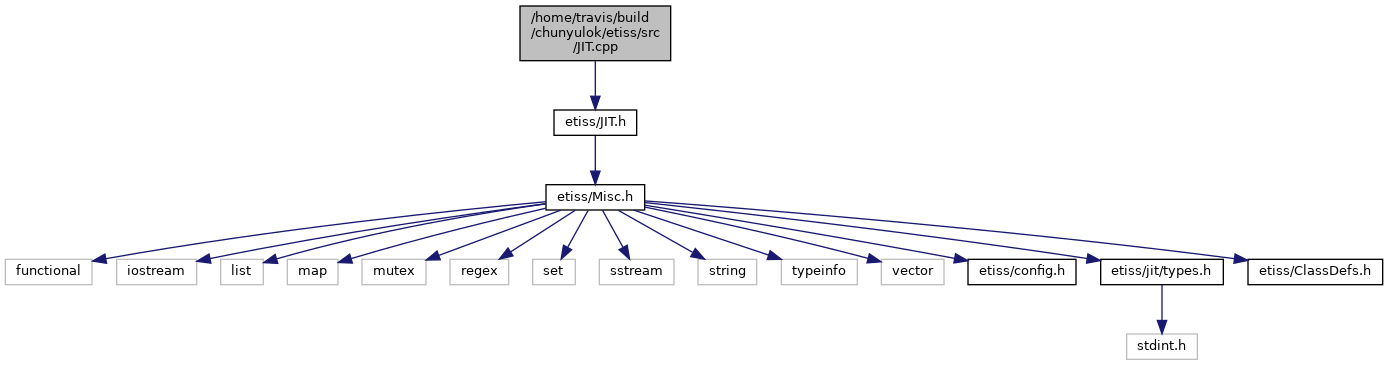 /home/travis/build
/chunyulok/etiss/src
/JIT.cpp
etiss/JIT.h
etiss/Misc.h
functional
iostream
list
map
mutex
regex
set
sstream
string
typeinfo
vector
etiss/config.h
etiss/jit/types.h
etiss/ClassDefs.h
stdint.h